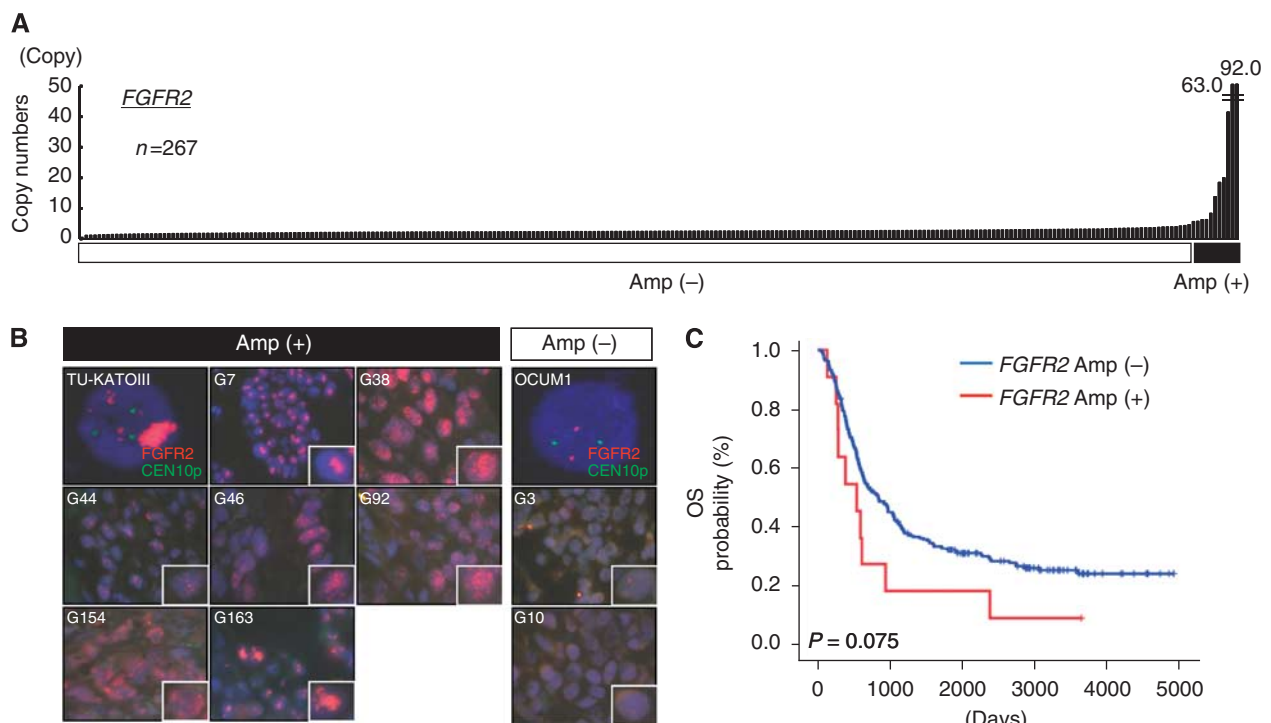 A
(Copy)
Copy numbers
50
40
30
20
10
0
FGFR2
n=267
63.0
92.0
Amp (–)
Amp (+)
B
Amp (+)
Amp (–)
TU-KATOIII
FGFR2
CEN10p
G7
G38
OCUM1
FGFR2
CEN10p
G44
G46
G92
G3
G154
G163
G10
C
OS
probability (%)
1.0
0.8
0.6
0.4
0.2
0.0
FGFR2 Amp (–)
FGFR2 Amp (+)
P = 0.075
0 1000 2000 3000 4000 5000
(Days)